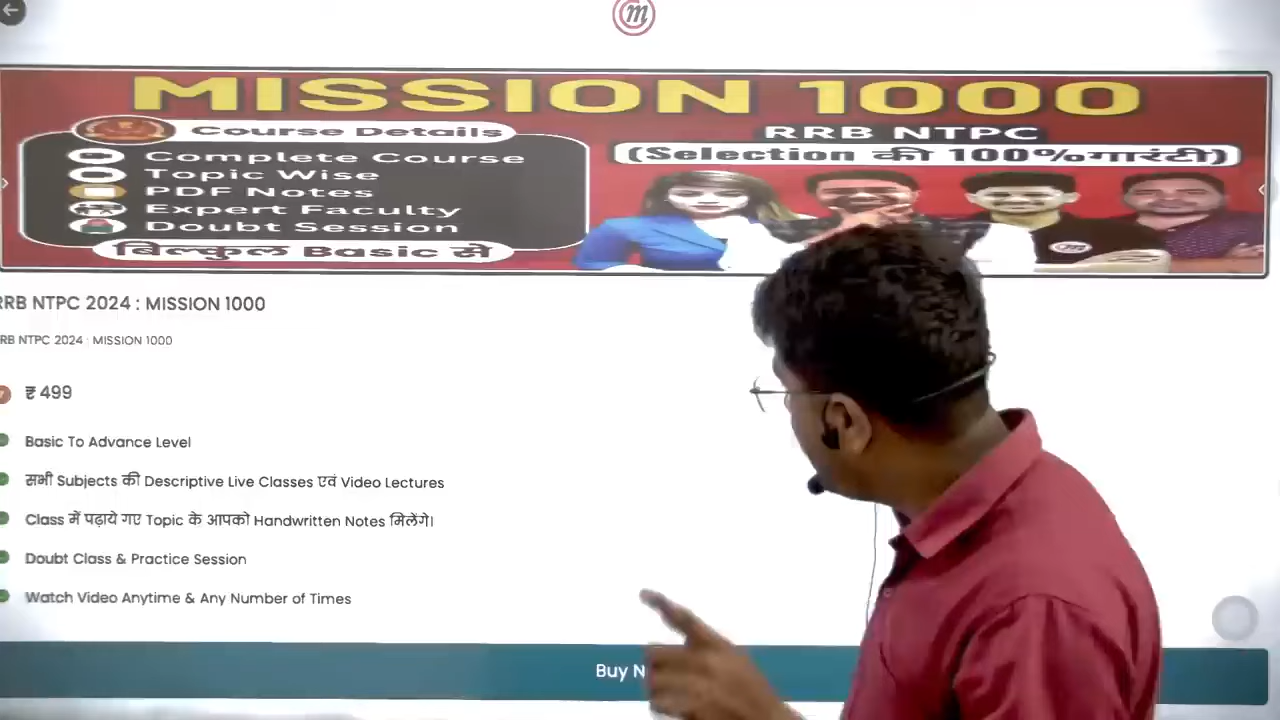 m
MISSION 1000
Course Details
Complete Course
Topic Wise
PDF Notes
Expert Faculty
Doubt Session
बिल्कुल Basic से
RRB NTPC
(Selection की 100%गारंटी)
m
RRB NTPC 2024 : MISSION 1000
RB NTPC 2024 : MISSION 1000
₹ 499
Basic To Advance Level
सभी Subjects की Descriptive Live Classes एवं Video Lectures
Class में पढ़ाये गए Topic के आपको Handwritten Notes मिलेंगे।
Doubt Class & Practice Session
Watch Video Anytime & Any Number of Times
Buy N